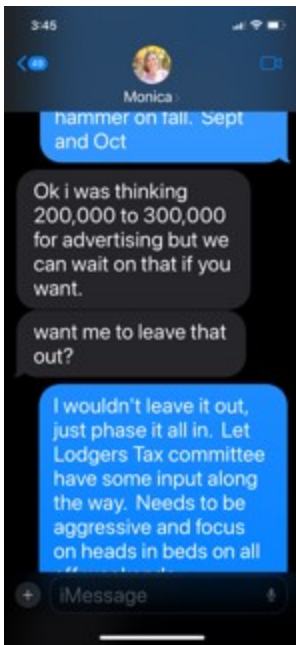 3:45
Monica
hammer on fall. Sept
and Oct
Ok i was thinking
200,000 to 300,000
for advertising but we
can wait on that if you
want.
want me to leave that
out?
I wouldn't leave it out,
just phase it all in. Let
Lodgers Tax committee
have some input along
the way. Needs to be
aggressive and focus
on heads in beds on all
iMessage